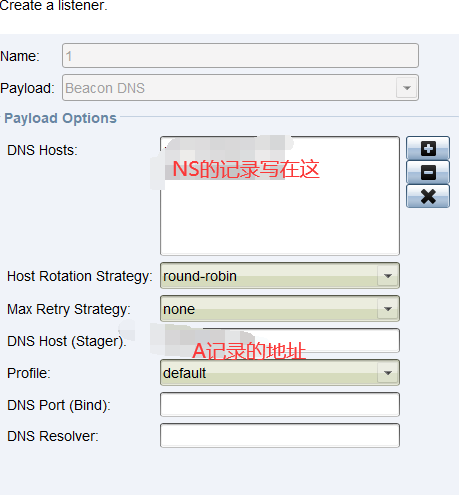 Create a listener.
Name:
1
Payload:
Beacon DNS
Payload Options
DNS Hosts:
NS的记录写在这
Host Rotation Strategy:
round-robin
Max Retry Strategy:
none
DNS Host (Stager):
A记录的地址
Profile:
default
DNS Port (Bind):
DNS Resolver: